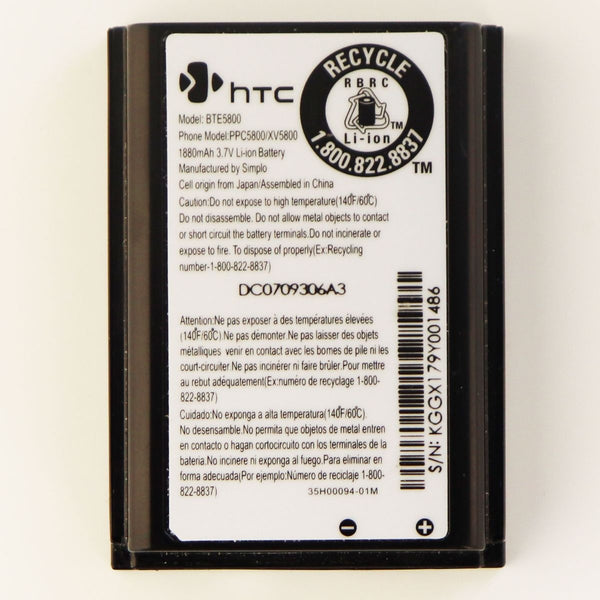 hTC
RECYCLE
RBRC
TM
Li-ion
1.800.822.8837
TM
Model: BTE5800
Phone Model:PPC5800/XV5800
1880mAh 3.7V Li-ion Battery
Manufactured by Simplo
Cell origin from Japan/Assembled in China
Caution:Do not expose to high temperature(140°F/60°C)
Do not disassemble. Do not allow metal objects to contact
or short circuit the battery terminals.Do not incinerate or
expose to fire. To dispose of properly(Ex:Recycling
number-1-800-822-8837)
DC0709306A3
Attention:Ne pas exposer à des températures élevées
(140°F/60°C) Ne pas démonter.Ne pas laisser des objets
métalliques venir en contact avec les bornes de pile ni les
court-circuiter.Ne pas incinérer ni faire brûler.Pour mettre
au rebut adéquatement(Ex:numéro de recyclage 1-800-
822-8837)
Cuidado:No exponga a alta temperatura(140°F/60°C).
No desensamble.No permita que objetos de metal entren
en contacto o hagan cortocircuito con los terminales de la
batería.No incinere ni exponga al fuego.Para eliminar en
forma adecuada(Por ejemplo:Número de reciclaje 1-800-
822-8837)
35H00094-01M
S/N: KGGX179Y001486